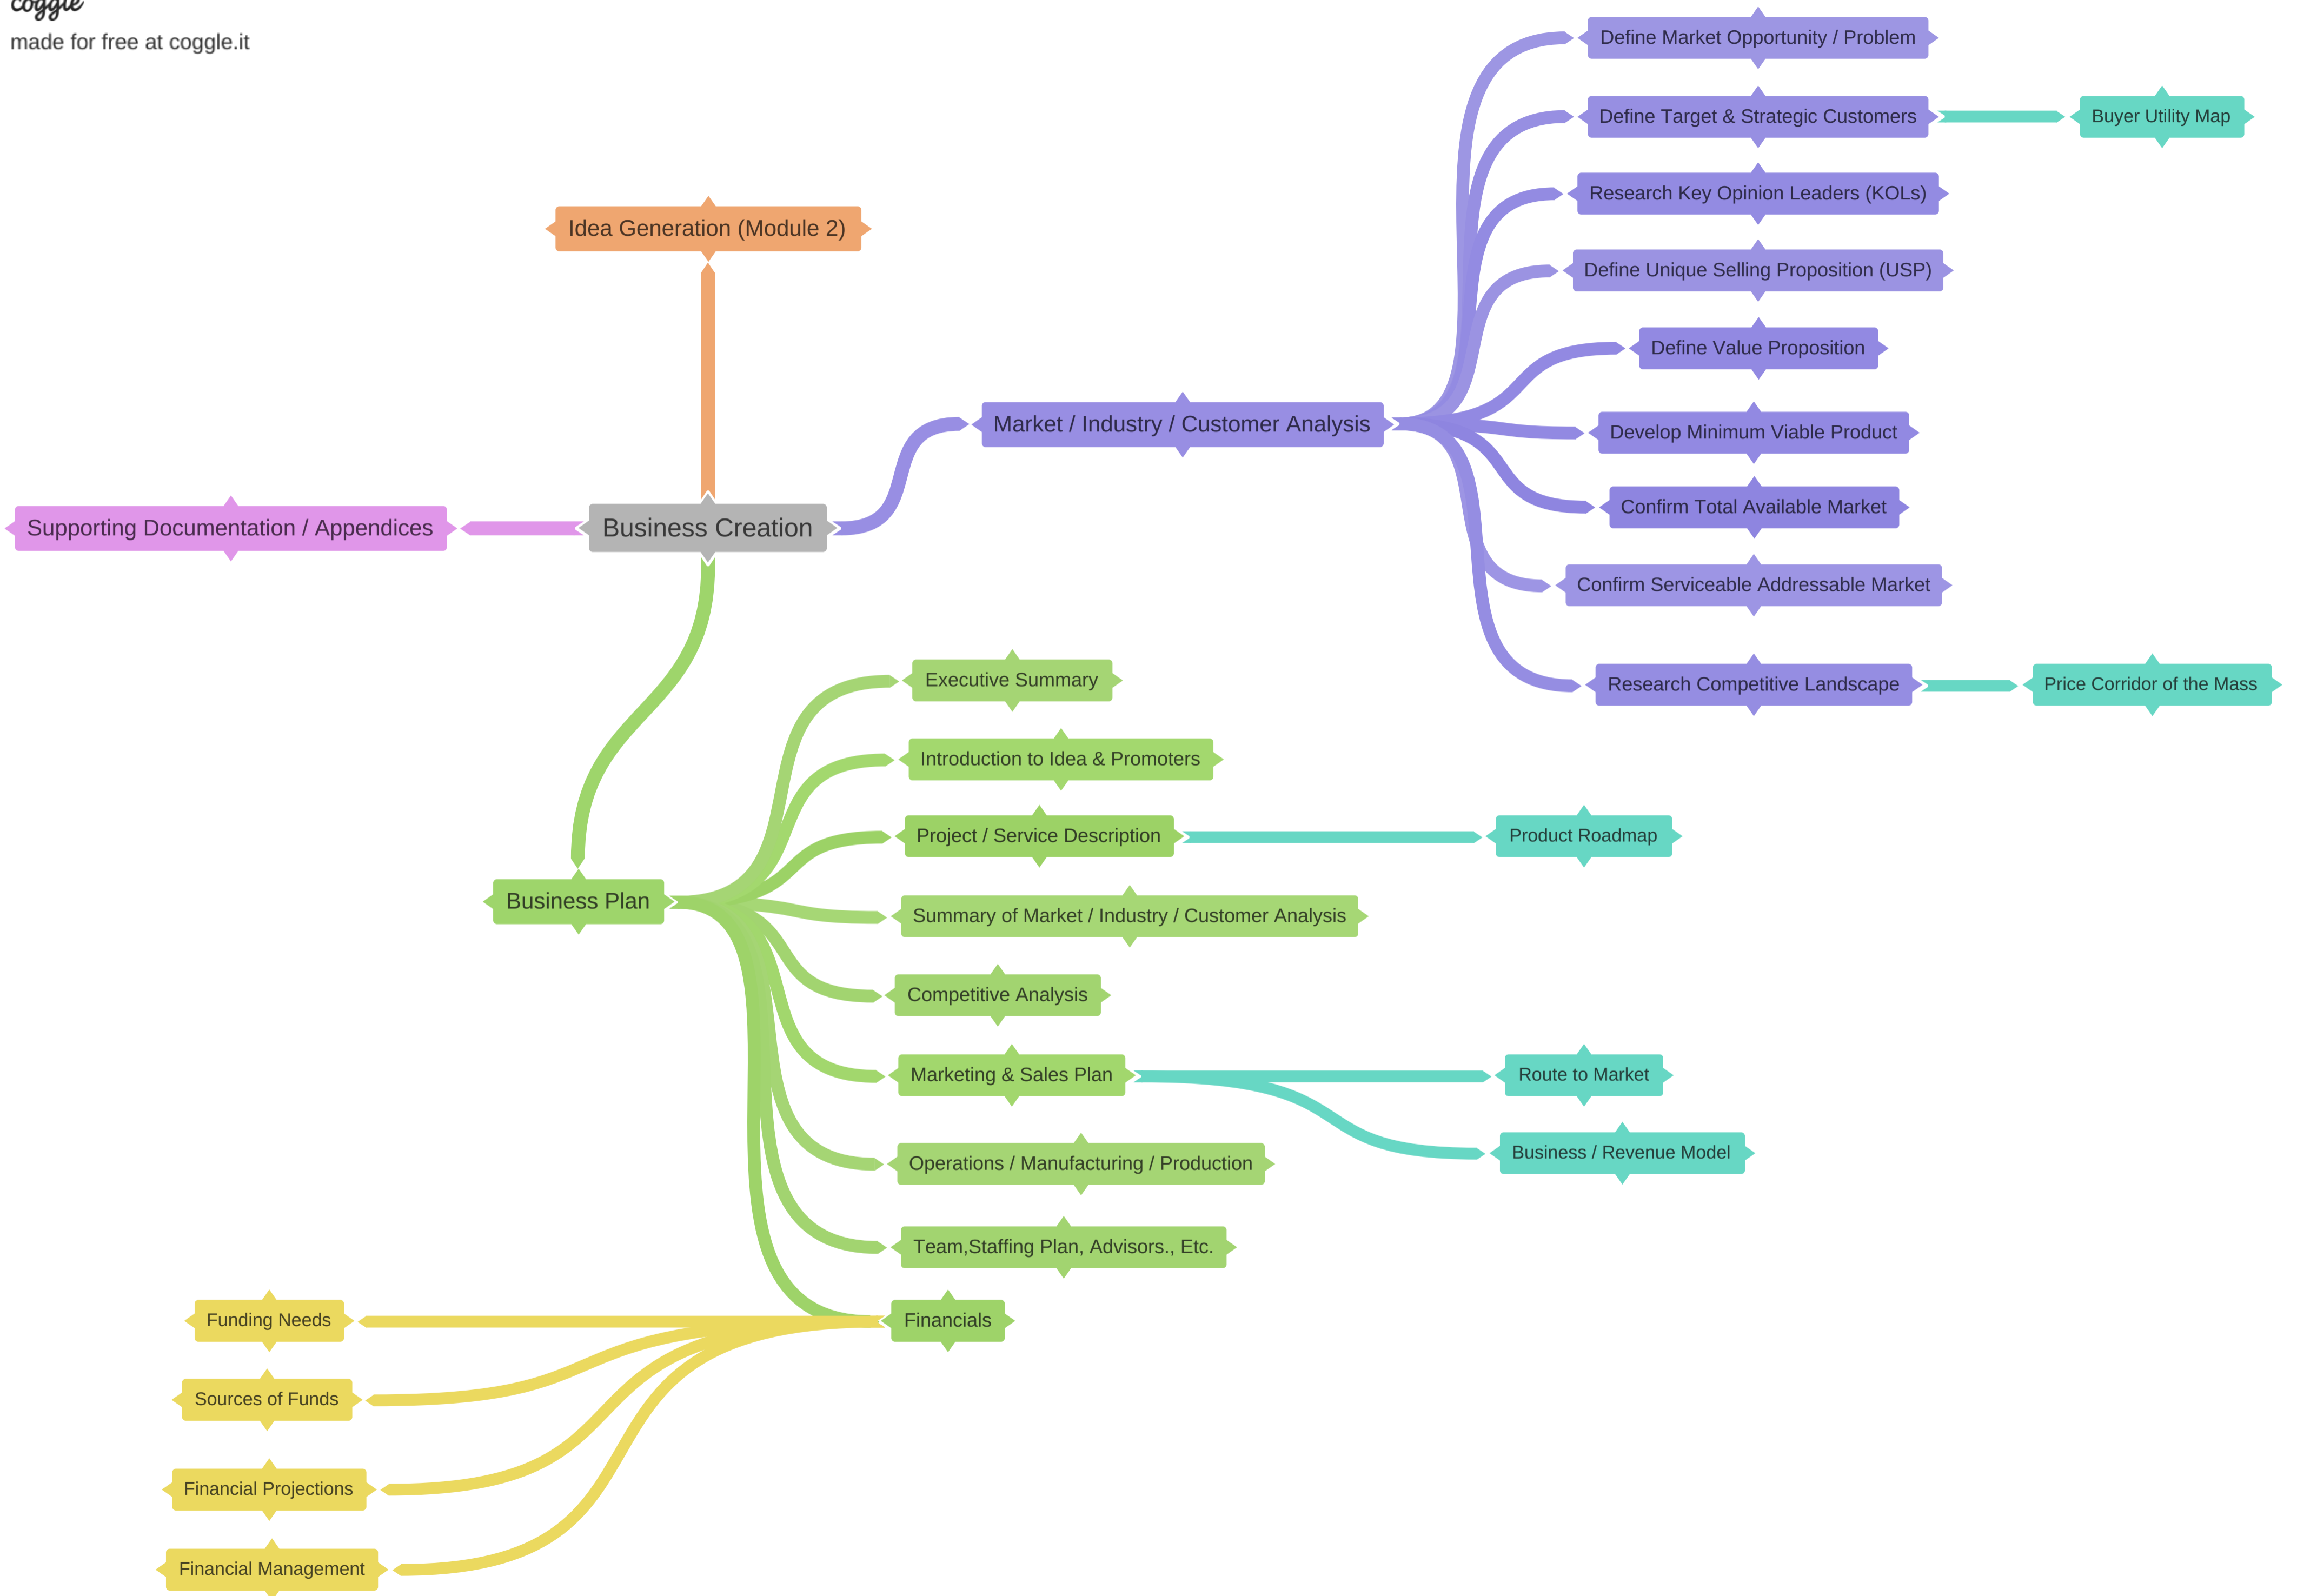 coggle
made for free at coggle.it
Define Market Opportunity / Problem
Define Target & Strategic Customers
Buyer Utility Map
Research Key Opinion Leaders (KOLs)
Idea Generation (Module 2)
Define Unique Selling Proposition (USP)
Define Value Proposition
Market / Industry / Customer Analysis
Develop Minimum Viable Product
Confirm Total Available Market
Supporting Documentation / Appendices
Business Creation
Confirm Serviceable Addressable Market
Research Competitive Landscape
Price Corridor of the Mass
Executive Summary
Introduction to Idea & Promoters
Project / Service Description
Product Roadmap
Business Plan
Summary of Market / Industry / Customer Analysis
Competitive Analysis
Marketing & Sales Plan
Route to Market
Business / Revenue Model
Operations / Manufacturing / Production
Team,Staffing Plan, Advisors., Etc.
Financials
Funding Needs
Sources of Funds
Financial Projections
Financial Management